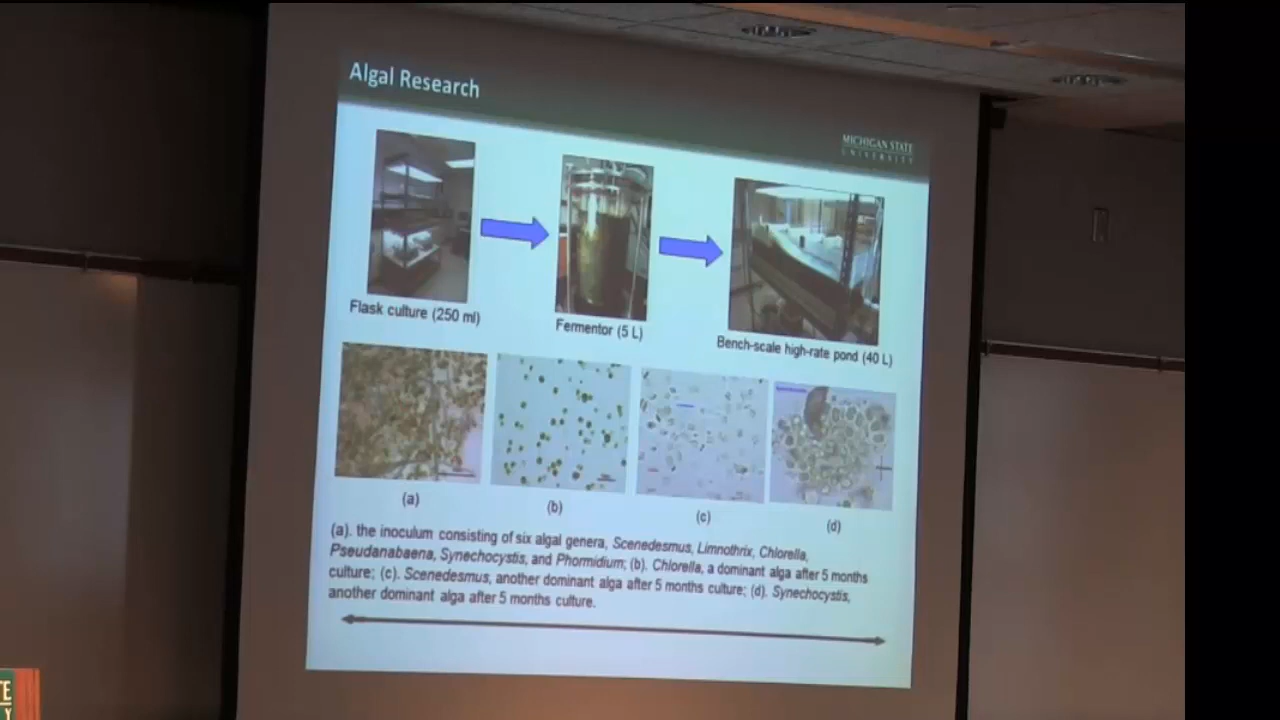 Algal Research
MICHIGAN STATE
UNIVERSITY
Flask culture (250 ml)
Fermentor (5 L)
Bench-scale high-rate pond (40 L)
(a)
(b)
(c)
(d)
(a). the inoculum consisting of six algal genera, Scenedesmus, Limnothrix, Chlorella,
Pseudanabaena, Synechocystis, and Phormidium; (b). Chlorella, a dominant alga after 5 months
culture; (c). Scenedesmus, another dominant alga after 5 months culture; (d). Synechocystis,
another dominant alga after 5 months culture.
TE
Y